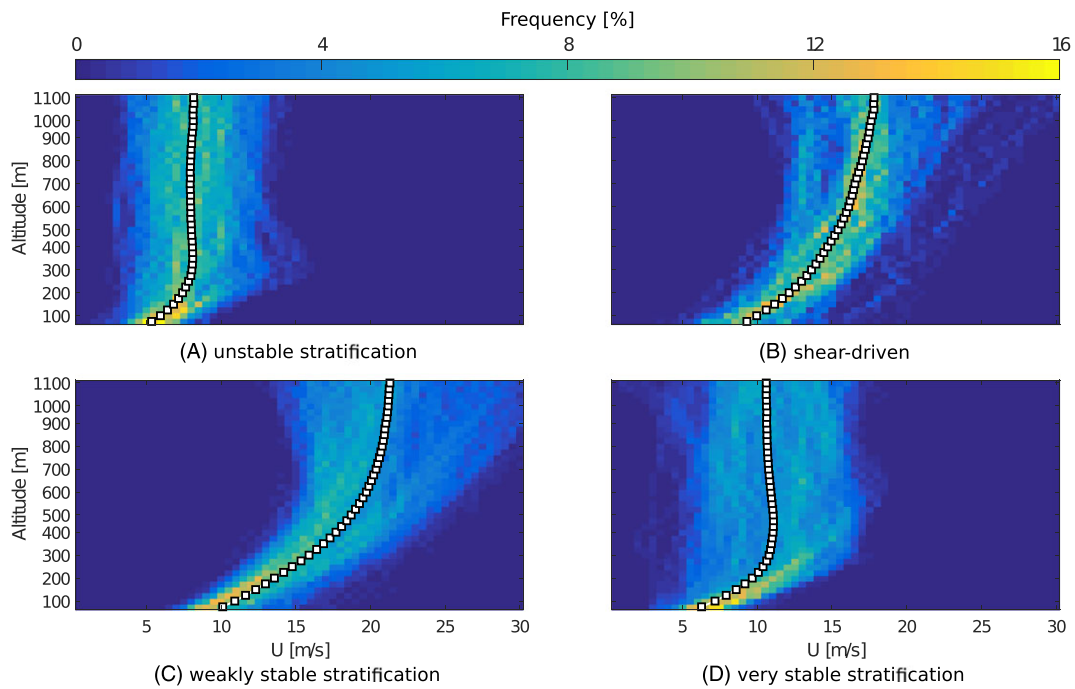 Frequency [%]
0 4 8 12 16
1100
1000
900
800
700
600
500
400
300
200
100
Altitude [m]
(A) unstable stratification
(B) shear-driven
1100
1000
900
800
700
600
500
400
300
200
100
Altitude [m]
5 10 15 20 25 30
U [m/s]
(C) weakly stable stratification
5 10 15 20 25 30
U [m/s]
(D) very stable stratification